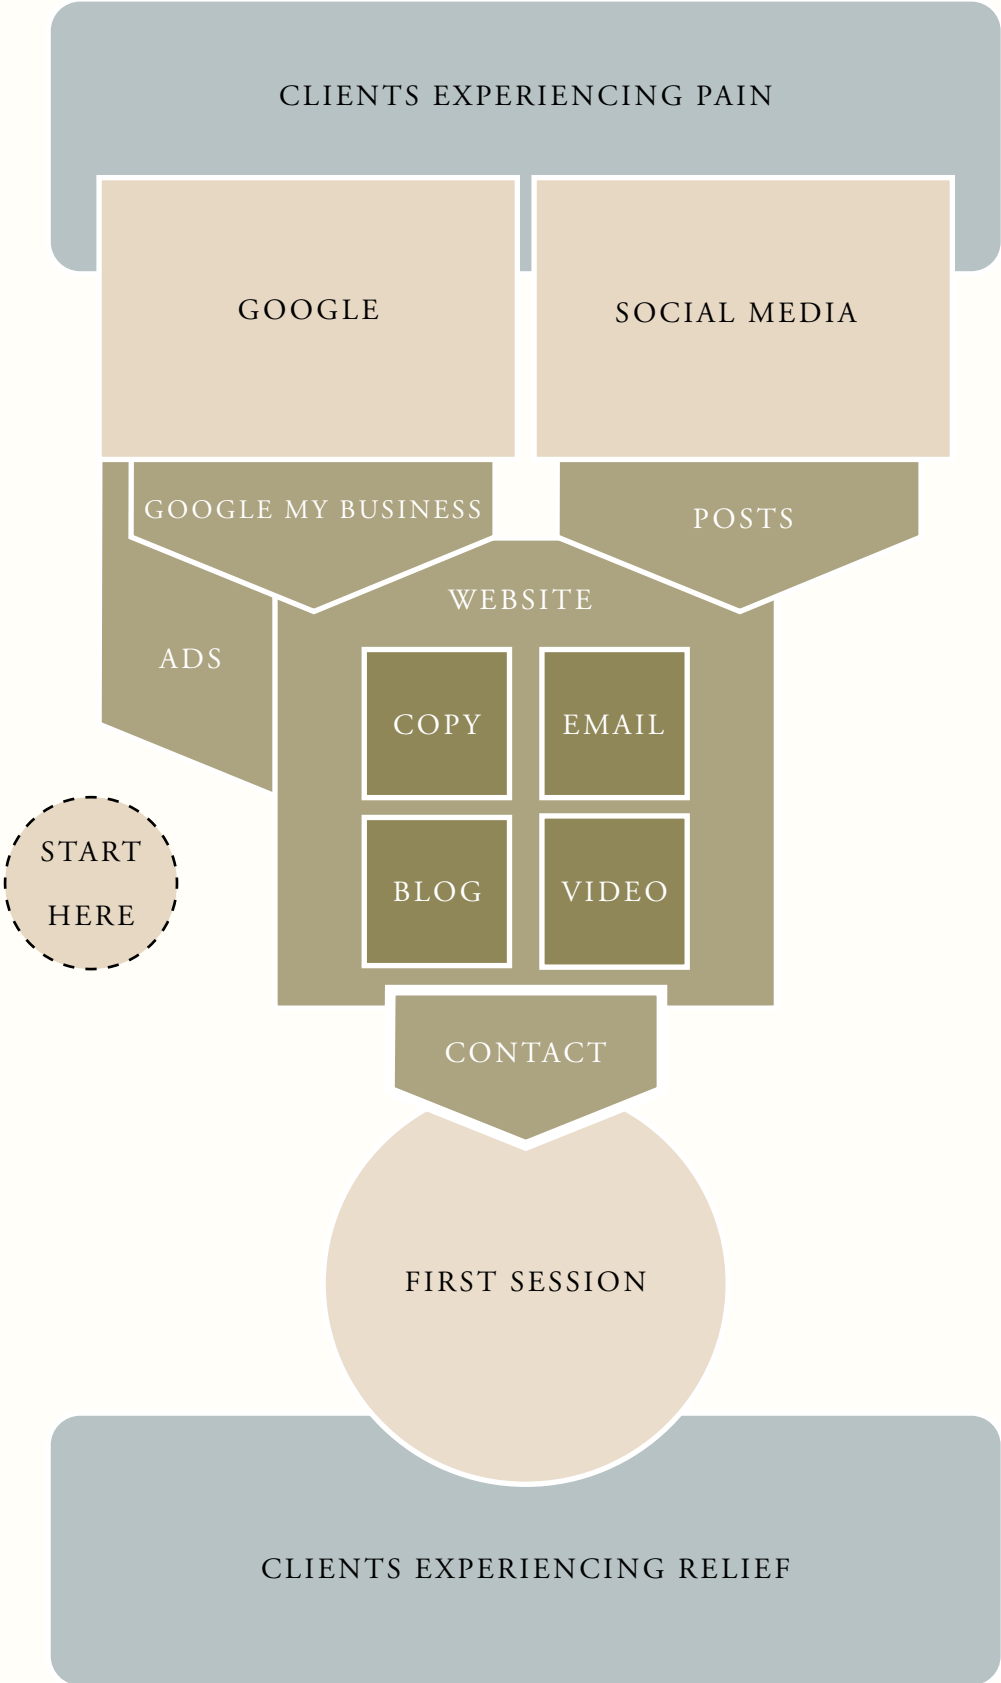 CLIENTS EXPERIENCING PAIN
GOOGLE
SOCIAL MEDIA
GOOGLE MY BUSINESS
POSTS
WEBSITE
ADS
COPY
EMAIL
START
HERE
BLOG
VIDEO
CONTACT
FIRST SESSION
CLIENTS EXPERIENCING RELIEF